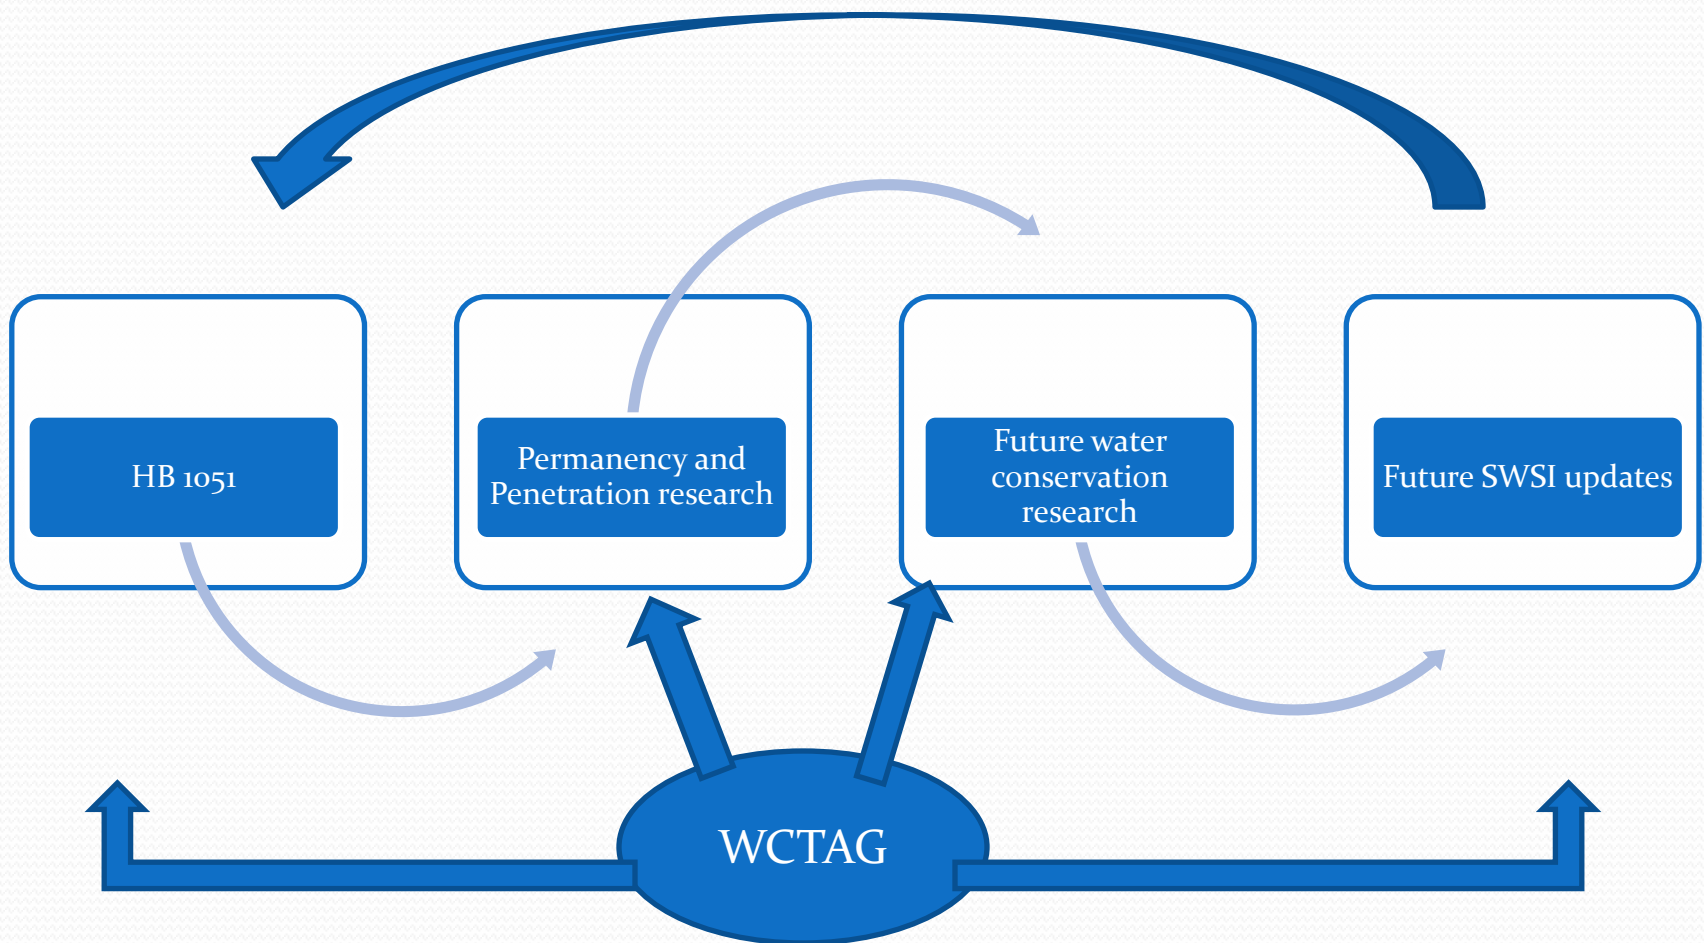 HB 1051
Permanency and
Penetration research
Future water
conservation
research
Future SWSI updates
WCTAG